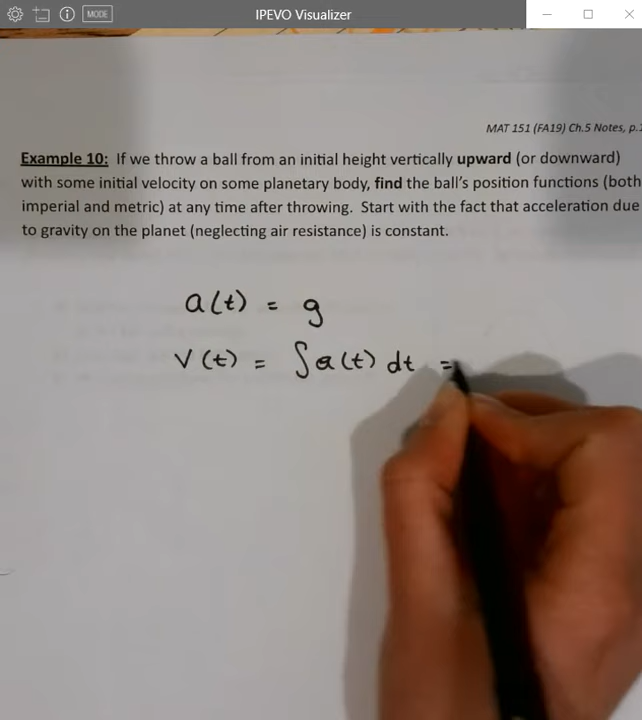 IPEVO Visualizer
MODE
MAT 151 (FA19) Ch.5 Notes, p.
Example 10: If we throw a ball from an initial height vertically upward (or downward)
with some initial velocity on some planetary body, find the ball's position functions (both
imperial and metric) at any time after throwing. Start with the fact that acceleration due
to gravity on the planet (neglecting air resistance) is constant.
a(t) = g
v(t) = ∫a(t) dt =